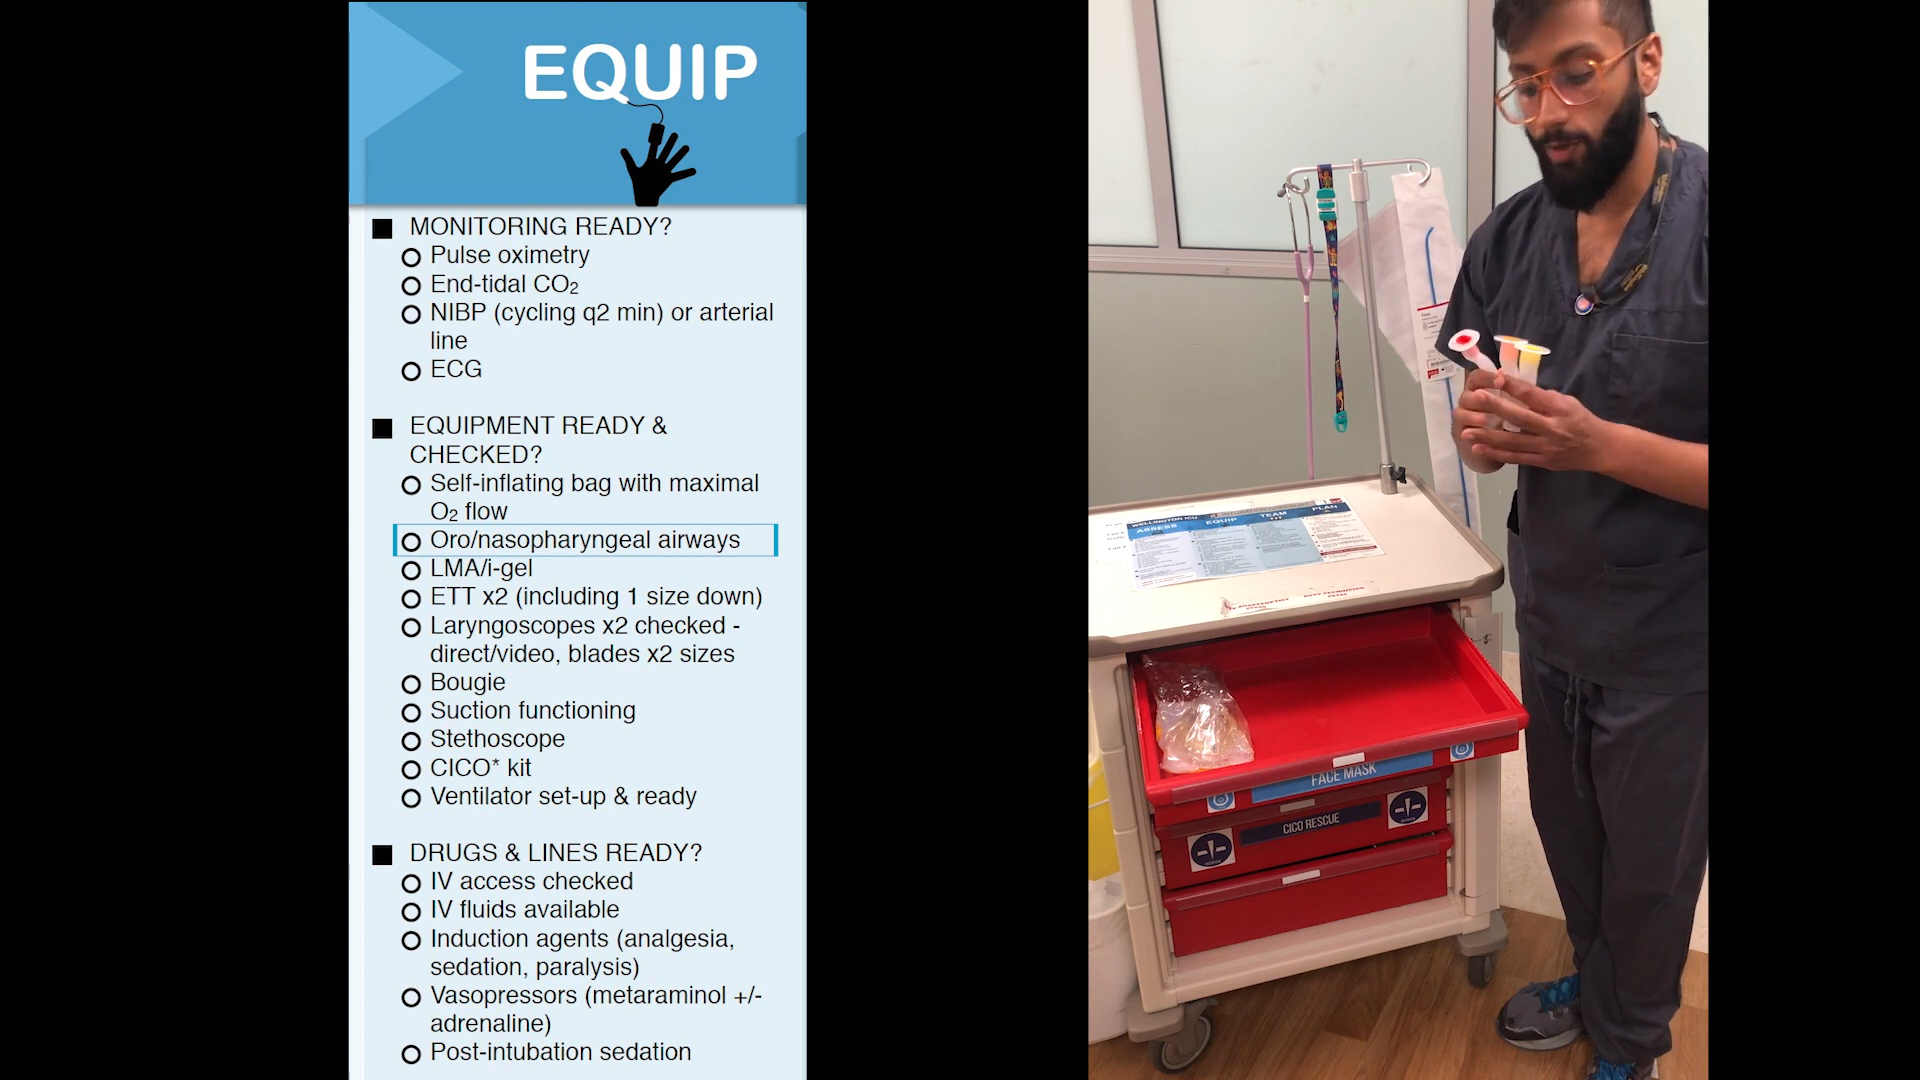 EQUIP
MONITORING READY?
Pulse oximetry
End-tidal CO₂
NIBP (cycling q2 min) or arterial
line
ECG
EQUIPMENT READY &
CHECKED?
Self-inflating bag with maximal
O₂ flow
Oro/nasopharyngeal airways
LMA/i-gel
ETT x2 (including 1 size down)
Laryngoscopes x2 checked -
direct/video, blades x2 sizes
Bougie
Suction functioning
Stethoscope
CICO* kit
Ventilator set-up & ready
DRUGS & LINES READY?
IV access checked
IV fluids available
Induction agents (analgesia,
sedation, paralysis)
Vasopressors (metaraminol +/-
adrenaline)
Post-intubation sedation
WELLINGTON ICU
ASSESS
EQUIP
TEAM
PLAN
FACE MASK
CICO RESCUE